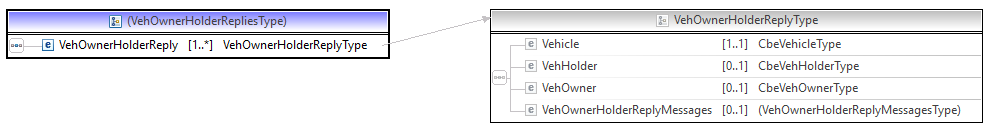 (VehOwnerHolderRepliesType)
VehOwnerHolderReply [1..*] VehOwnerHolderReplyType
VehOwnerHolderReplyType
Vehicle [1..1] CbeVehicleType
VehHolder [0..1] CbeVehHolderType
VehOwner [0..1] CbeVehOwnerType
VehOwnerHolderReplyMessages [0..1] (VehOwnerHolderReplyMessagesType)